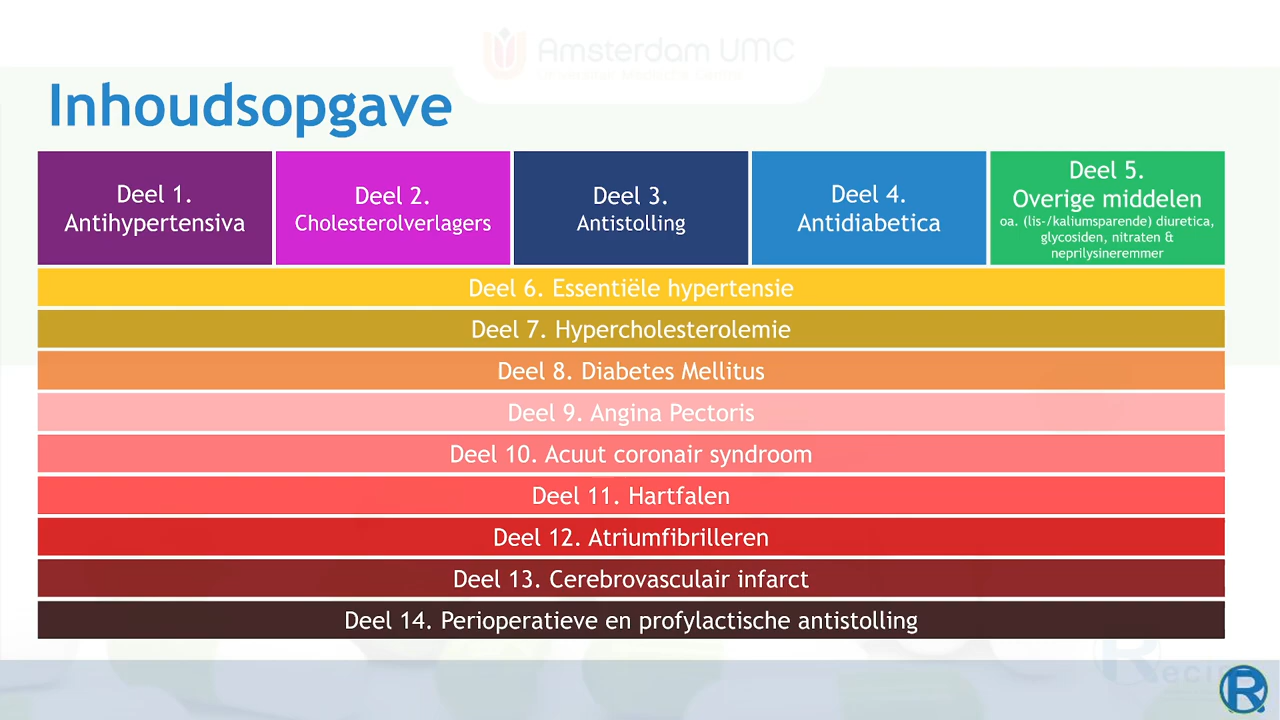 Amsterdam UMC
Universitair Medische Centra
Inhoudsopgave
Deel 1.
Antihypertensiva
Deel 2.
Cholesterolverlagers
Deel 3.
Antistolling
Deel 4.
Antidiabetica
Deel 5.
Overige middelen
oa. (lis-/kaliumsparende) diuretica,
glycosiden, nitraten &
neprilysineremmer
Deel 6. Essentiële hypertensie
Deel 7. Hypercholesterolemie
Deel 8. Diabetes Mellitus
Deel 9. Angina Pectoris
Deel 10. Acuut coronair syndroom
Deel 11. Hartfalen
Deel 12. Atriumfibrilleren
Deel 13. Cerebrovasculair infarct
Deel 14. Perioperatieve en profylactische antistolling
R